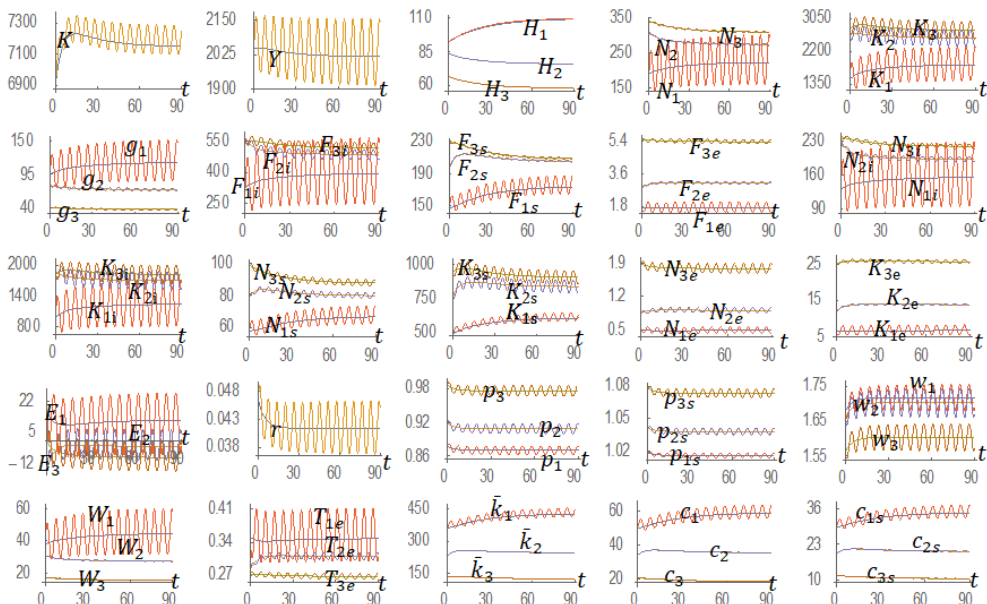 7300
7100
6900
K
0 30 60 90
t
2150
2025
1900
Y
0 30 60 90
t
110
85
60
H₁
H₂
H₃
0 30 60 90
t
350
250
150
N₃
N₂
N₁
0 30 60 90
t
3050
2200
1350
K₃
K₂
K₁
0 30 60 90
t
150
95
40
g₁
g₂
g₃
0 30 60 90
t
550
400
250
F₃ᵢ
F₂ᵢ
F₁ᵢ
0 30 60 90
t
230
190
150
F₃ₛ
F₂ₛ
F₁ₛ
0 30 60 90
t
5.4
3.6
1.8
F₃ₑ
F₂ₑ
F₁ₑ
0 30 60 90
t
230
160
90
N₃ᵢ
N₂ᵢ
N₁ᵢ
0 30 60 90
t
2000
1400
800
K₃ᵢ
K₂ᵢ
K₁ᵢ
0 30 60 90
t
100
80
60
N₃ₛ
N₂ₛ
N₁ₛ
0 30 60 90
t
1000
750
500
K₃ₛ
K₂ₛ
K₁ₛ
0 30 60 90
t
1.9
1.2
0.5
N₃ₑ
N₂ₑ
N₁ₑ
0 30 60 90
t
25
15
5
K₃ₑ
K₂ₑ
K₁ₑ
0 30 60 90
t
22
5
−12
E₁
E₂
E₃
30 60 90
t
0.048
0.043
0.038
r
0 30 60 90
t
0.98
0.92
0.86
p₃
p₂
p₁
0 30 60 90
t
1.08
1.05
1.02
p₃ₛ
p₂ₛ
p₁ₛ
0 30 60 90
t
1.75
1.65
1.55
w₁
w₂
w₃
0 30 60 90
t
60
40
20
W₁
W₂
W₃
0 30 60 90
t
0.41
0.34
0.27
T₁ₑ
T₂ₑ
T₃ₑ
0 30 60 90
t
450
300
150
k̄₁
k̄₂
k̄₃
0 30 60 90
t
60
40
20
c₁
c₂
c₃
0 30 60 90
t
36
23
10
c₁ₛ
c₂ₛ
c₃ₛ
0 30 60 90
t